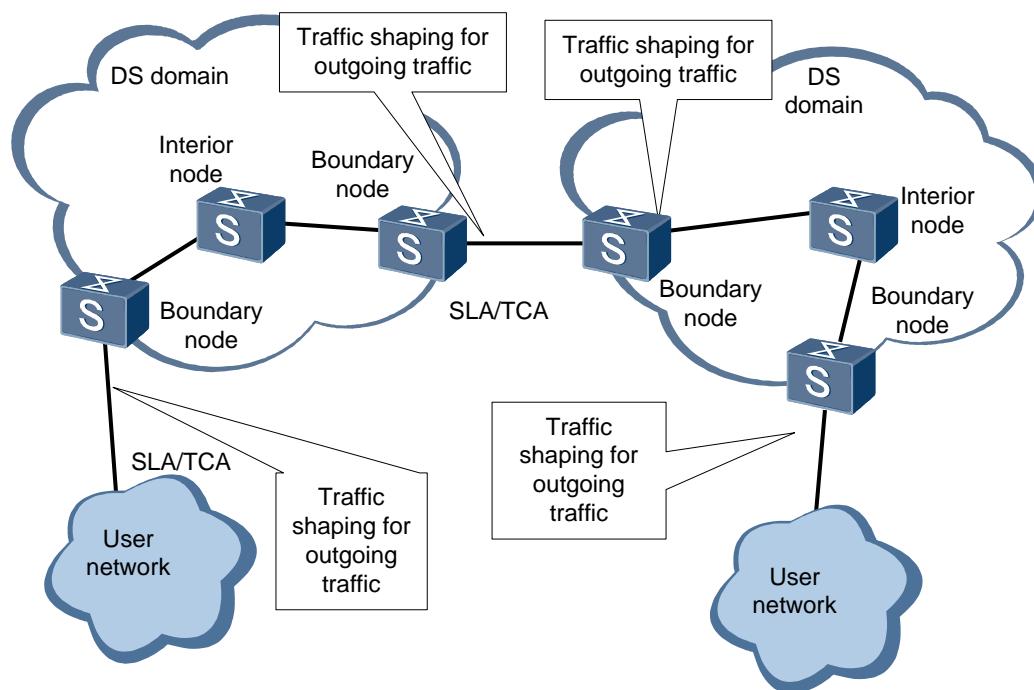 Traffic shaping for
outgoing traffic
Traffic shaping for
outgoing traffic
DS domain
DS
domain
Interior
node
Boundary
node
Interior
node
S
S
S
S
S
S
Boundary
node
SLA/TCA
Boundary
node
Boundary
node
Traffic
shaping for
outgoing
traffic
SLA/TCA
Traffic
shaping for
outgoing
traffic
User
network
User
network